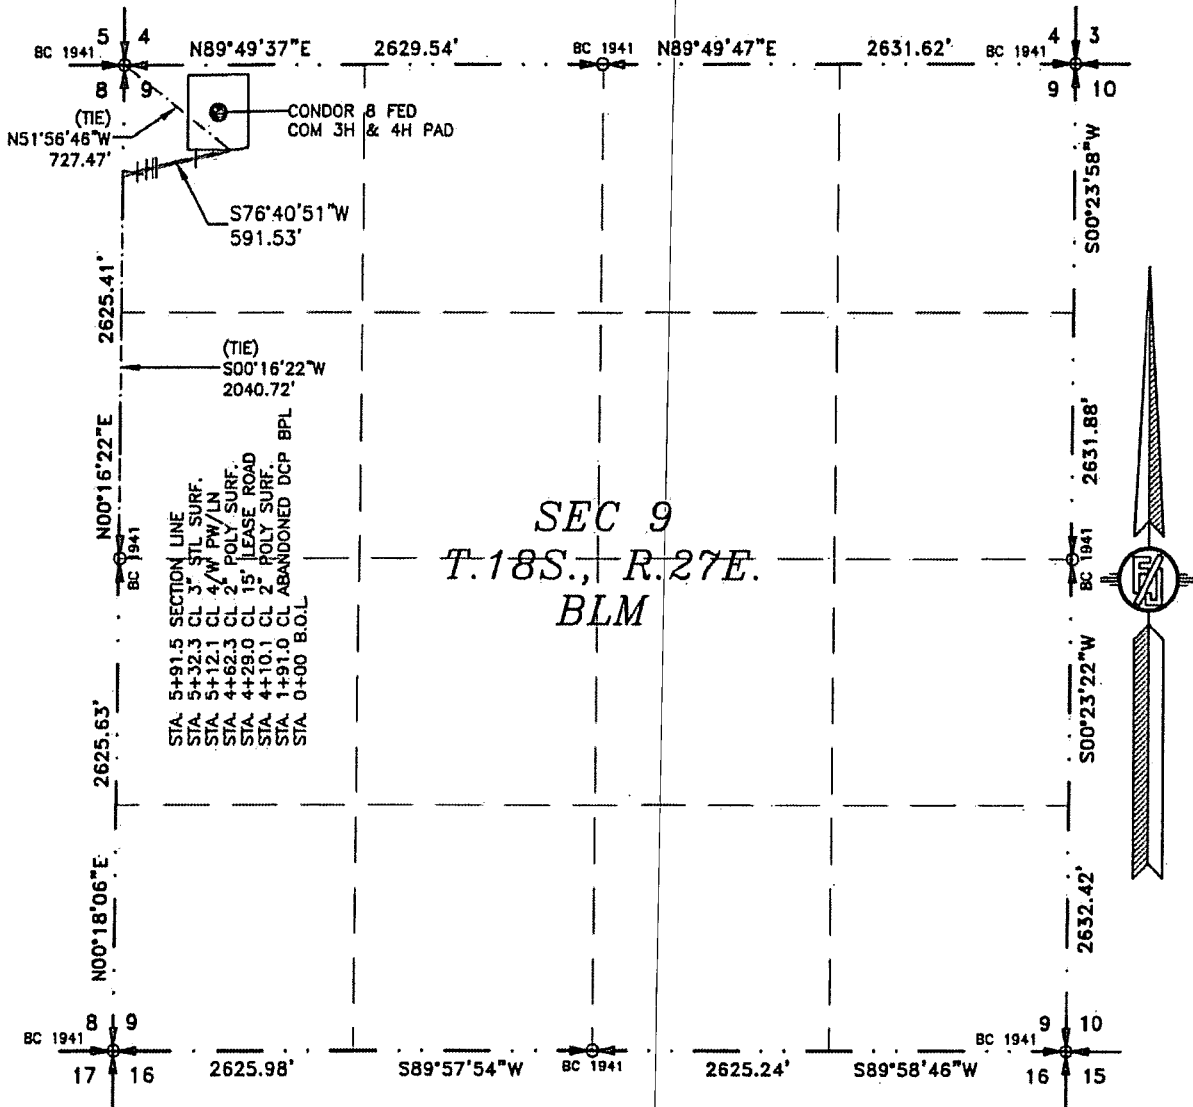 5 4
BC 1941
N89°49'37"E 2629.54'
BC 1941
N89°49'47"E 2631.62'
BC 1941
4 3
8 9
9 10
(TIE)
N51°56'46"W
727.47'
CONDOR 8 FED
COM 3H & 4H PAD
S76°40'51"W
591.53'
S00°23'58"W
2625.41'
(TIE)
S00°16'22"W
2040.72'
N00°16'22"E
2631.88'
BC 1941
BC 1941
STA. 5+91.5 SECTION LINE
STA. 5+32.3 CL 3" STL SURF.
STA. 5+12.1 CL 4/W PW/LN
STA. 4+62.3 CL 2" POLY SURF.
STA. 4+29.0 CL 15' LEASE ROAD
STA. 4+10.1 CL 2" POLY SURF.
STA. 1+91.0 CL ABANDONED DCP BPL
STA. 0+00 B.O.L.
SEC 9
T.18S., R.27E.
BLM
S00°23'22"W
2625.63'
N00°18'06"E
2632.42'
8 9
BC 1941
17 16
2625.98' S89°57'54"W
BC 1941
2625.24' S89°58'46"W
BC 1941
9 10
16 15